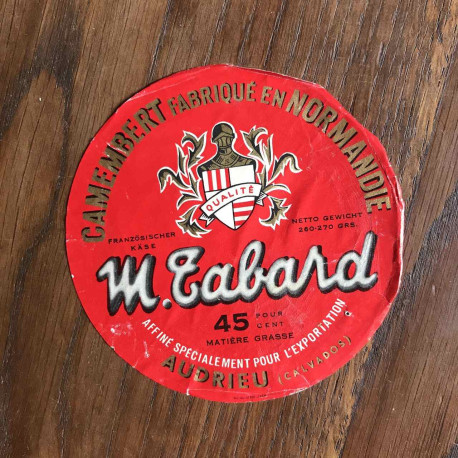 CAMEMBERT FABRIQUÉ EN NORMANDIE
QUALITÉ
FRANZÖSISCHER
KÄSE
NETTO GEWICHT
260-270 GRS.
M. Tabard
45 POUR CENT
MATIÈRE GRASSE
AFFINE SPÉCIALEMENT POUR L'EXPORTATION
AUDRIEU (CALVADOS)